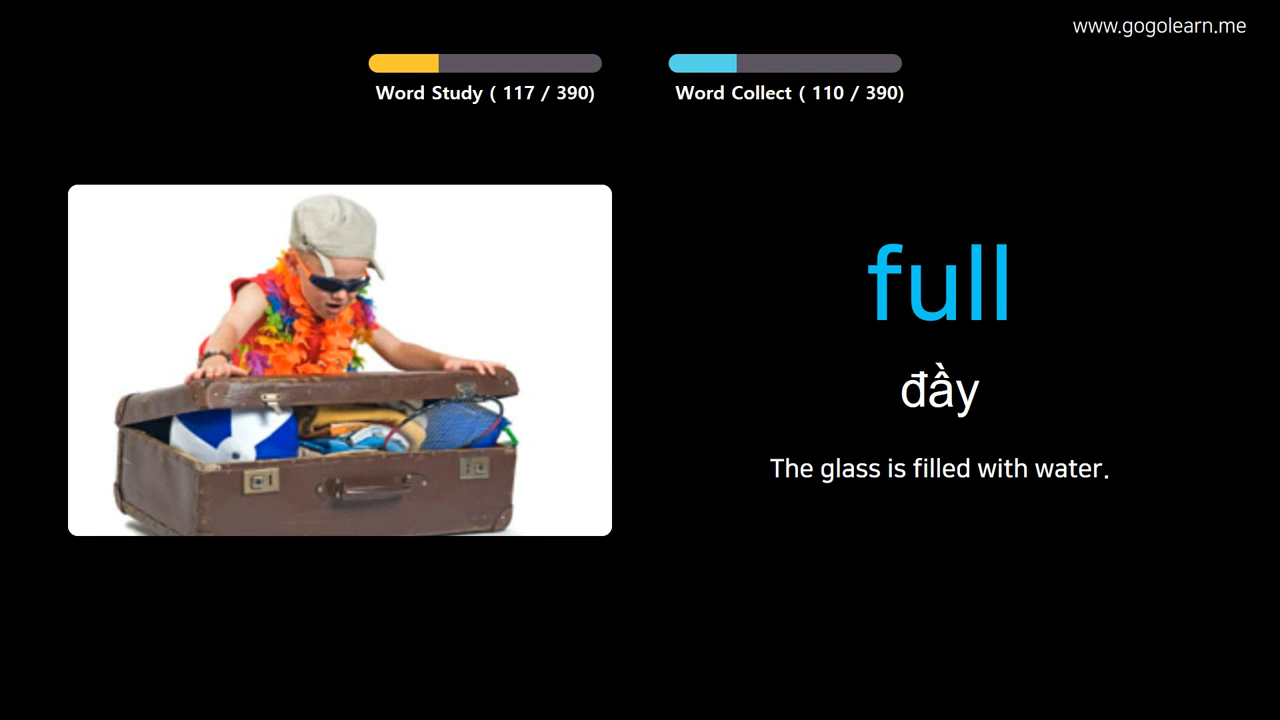 www.gogolearn.me
Word Study ( 117 / 390)
Word Collect ( 110 / 390)
full
đầy
The glass is filled with water.